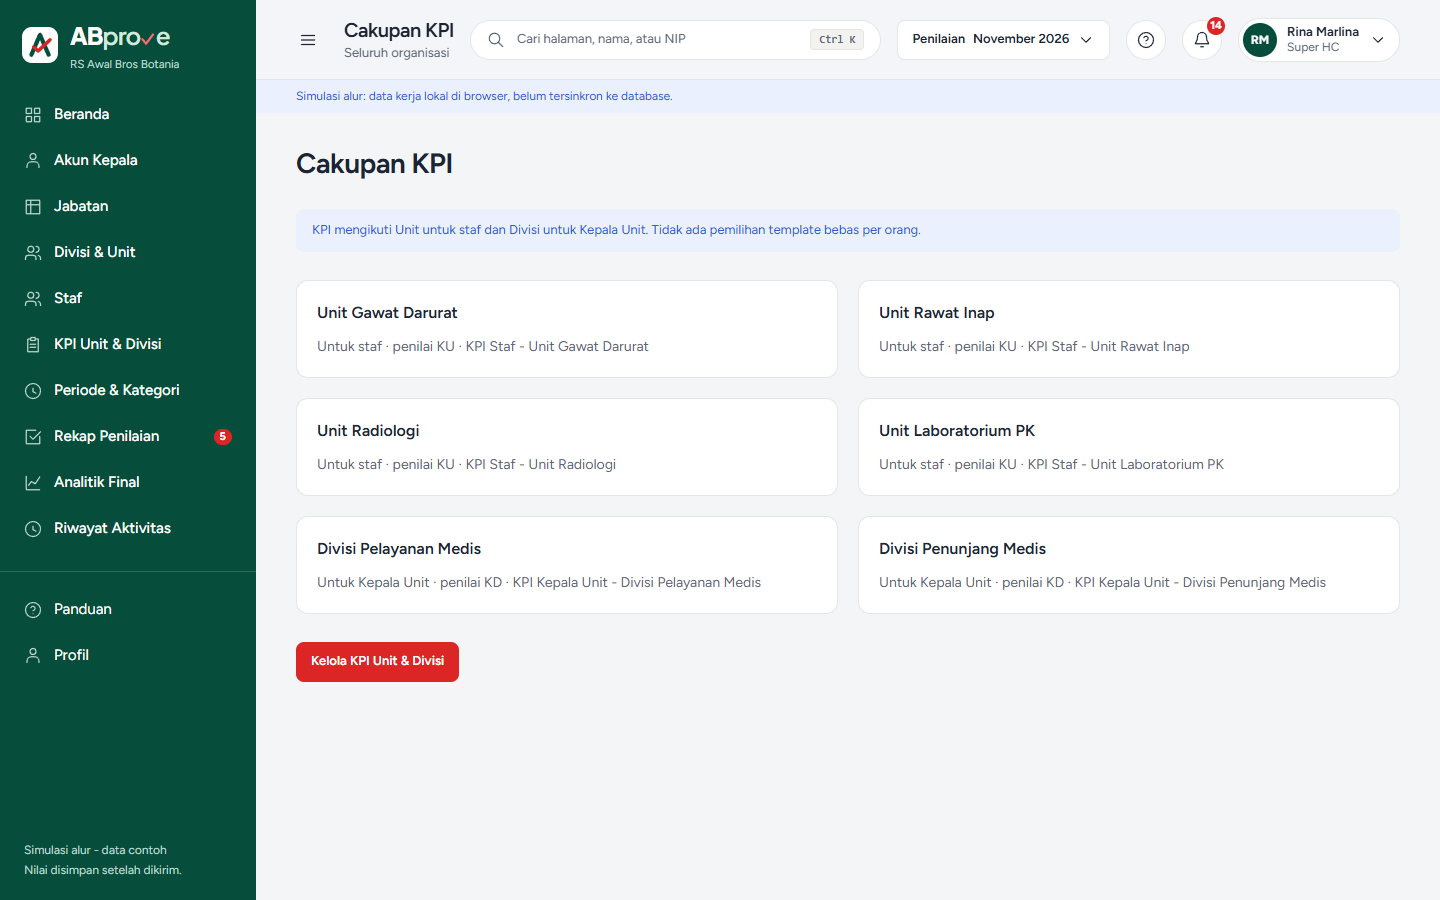 ABprove
RS Awal Bros Botania
Beranda
Akun Kepala
Jabatan
Divisi & Unit
Staf
KPI Unit & Divisi
Periode & Kategori
Rekap Penilaian 5
Analitik Final
Riwayat Aktivitas
Panduan
Profil
Simulasi alur - data contoh
Nilai disimpan setelah dikirim.
Cakupan KPI
Seluruh organisasi
Cari halaman, nama, atau NIP Ctrl K
Penilaian November 2026
14
RM
Rina Marlina
Super HC
Simulasi alur: data kerja lokal di browser, belum tersinkron ke database.
Cakupan KPI
KPI mengikuti Unit untuk staf dan Divisi untuk Kepala Unit. Tidak ada pemilihan template bebas per orang.
Unit Gawat Darurat
Untuk staf · penilai KU · KPI Staf - Unit Gawat Darurat
Unit Rawat Inap
Untuk staf · penilai KU · KPI Staf - Unit Rawat Inap
Unit Radiologi
Untuk staf · penilai KU · KPI Staf - Unit Radiologi
Unit Laboratorium PK
Untuk staf · penilai KU · KPI Staf - Unit Laboratorium PK
Divisi Pelayanan Medis
Untuk Kepala Unit · penilai KD · KPI Kepala Unit - Divisi Pelayanan Medis
Divisi Penunjang Medis
Untuk Kepala Unit · penilai KD · KPI Kepala Unit - Divisi Penunjang Medis
Kelola KPI Unit & Divisi